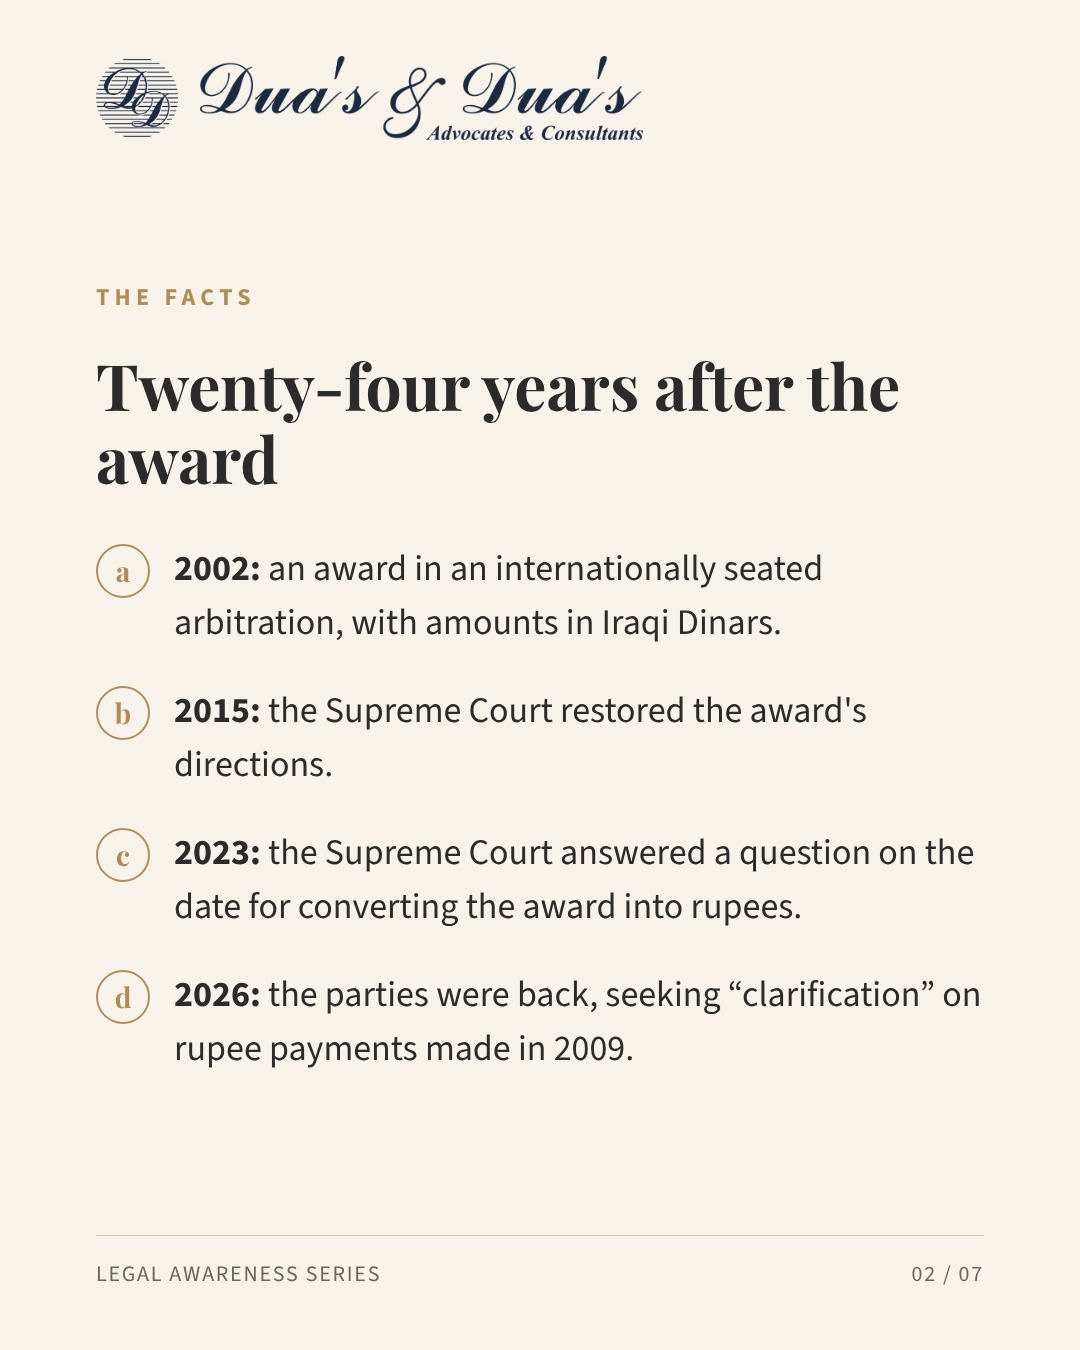 DD Dua's & Dua's
Advocates & Consultants
THE FACTS
Twenty-four years after the
award
a 2002: an award in an internationally seated
arbitration, with amounts in Iraqi Dinars.
b 2015: the Supreme Court restored the award's
directions.
c 2023: the Supreme Court answered a question on the
date for converting the award into rupees.
d 2026: the parties were back, seeking “clarification” on
rupee payments made in 2009.
LEGAL AWARENESS SERIES 02 / 07